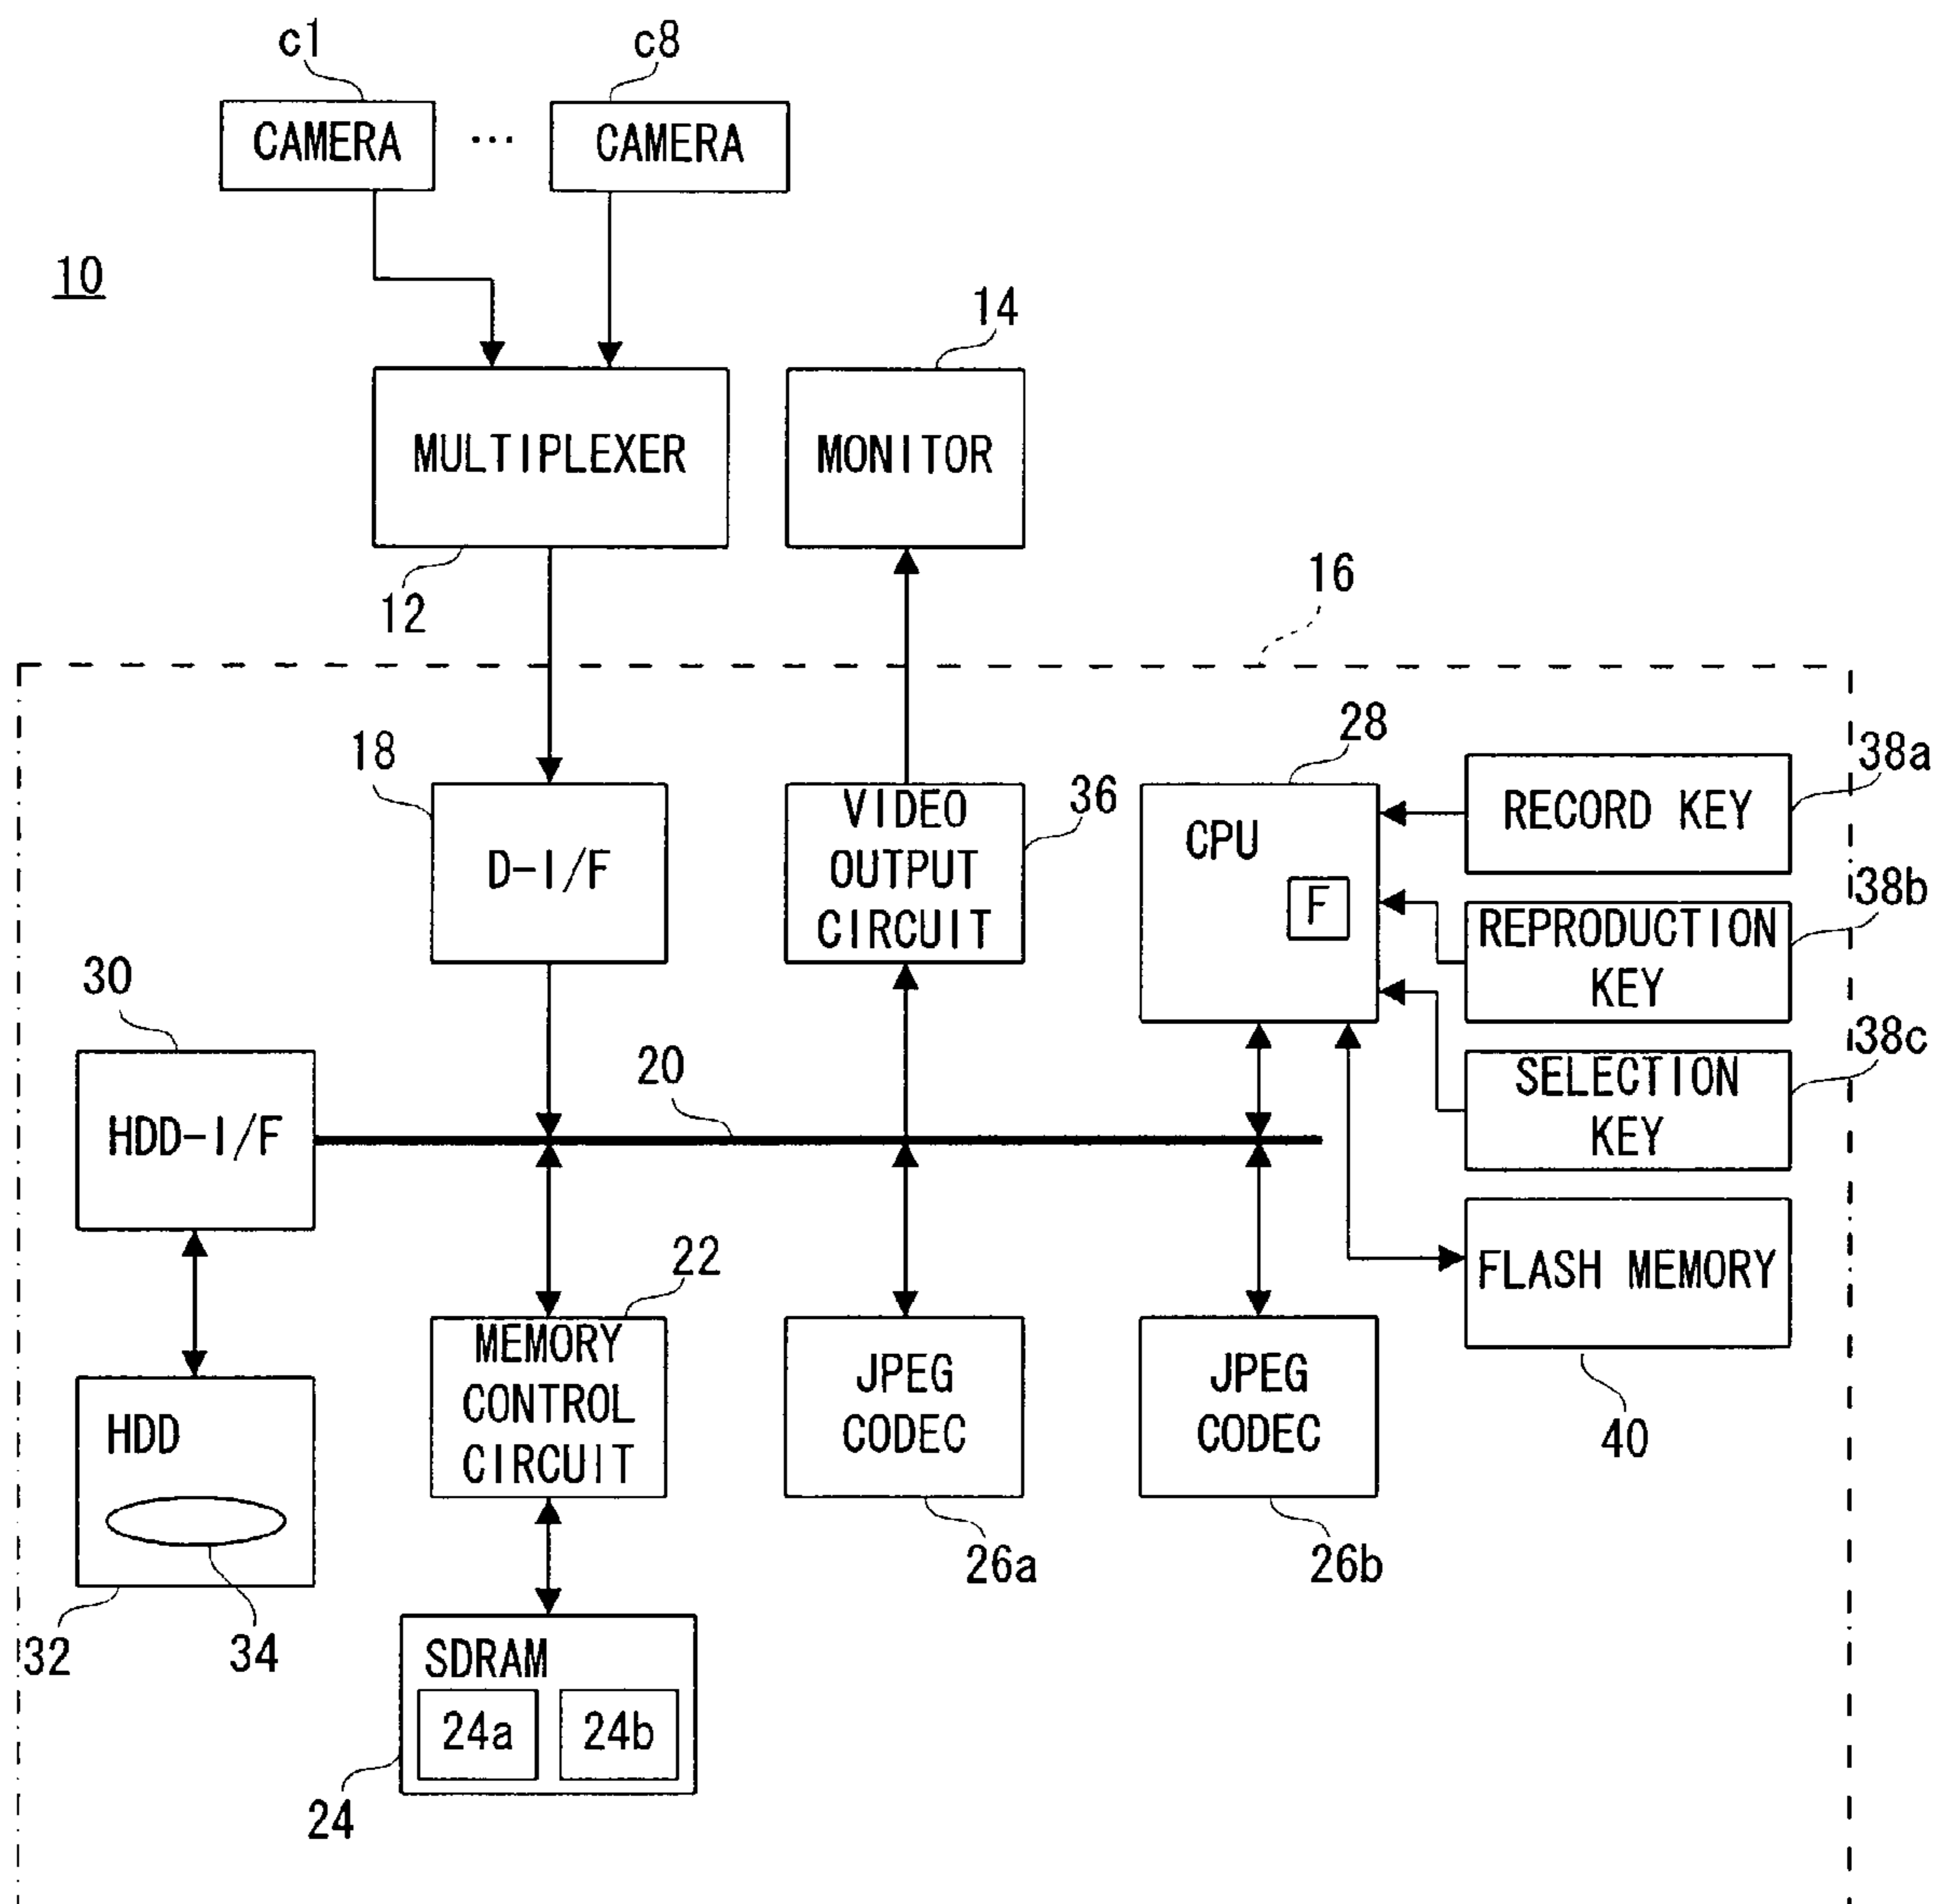 c1
c8
CAMERA
...
CAMERA
10
14
MULTIPLEXER
MONITOR
12
16
18
28
38a
VIDEO
OUTPUT
CIRCUIT
36
D-I/F
CPU
F
RECORD KEY
38b
REPRODUCTION
KEY
30
20
38c
SELECTION
KEY
HDD-I/F
22
FLASH MEMORY
MEMORY
CONTROL
CIRCUIT
JPEG
CODEC
JPEG
CODEC
40
HDD
26a
26b
32
34
SDRAM
24a
24b
24